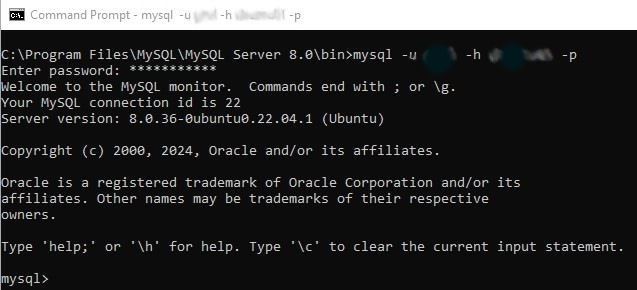 Command Prompt - mysql -u -h -p
C:\Program Files\MySQL\MySQL Server 8.0\bin>mysql -u -h -p
Enter password: ***********
Welcome to the MySQL monitor.  Commands end with ; or \g.
Your MySQL connection id is 22
Server version: 8.0.36-0ubuntu0.22.04.1 (Ubuntu)
Copyright (c) 2000, 2024, Oracle and/or its affiliates.
Oracle is a registered trademark of Oracle Corporation and/or its
affiliates. Other names may be trademarks of their respective
owners.
Type 'help;' or '\h' for help. Type '\c' to clear the current input statement.
mysql>